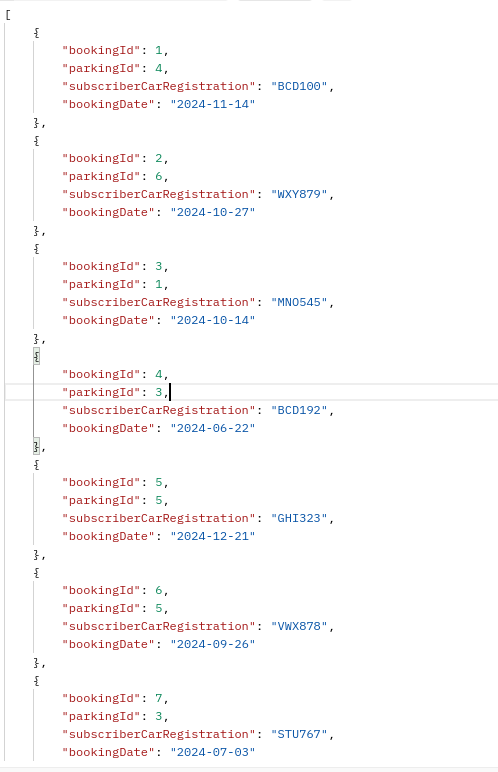 [
    {
        "bookingId": 1,
        "parkingId": 4,
        "subscriberCarRegistration": "BCD100",
        "bookingDate": "2024-11-14"
    },
    {
        "bookingId": 2,
        "parkingId": 6,
        "subscriberCarRegistration": "WXY879",
        "bookingDate": "2024-10-27"
    },
    {
        "bookingId": 3,
        "parkingId": 1,
        "subscriberCarRegistration": "MNO545",
        "bookingDate": "2024-10-14"
    },
    {
        "bookingId": 4,
        "parkingId": 3,
        "subscriberCarRegistration": "BCD192",
        "bookingDate": "2024-06-22"
    },
    {
        "bookingId": 5,
        "parkingId": 5,
        "subscriberCarRegistration": "GHI323",
        "bookingDate": "2024-12-21"
    },
    {
        "bookingId": 6,
        "parkingId": 5,
        "subscriberCarRegistration": "VWX878",
        "bookingDate": "2024-09-26"
    },
    {
        "bookingId": 7,
        "parkingId": 3,
        "subscriberCarRegistration": "STU767",
        "bookingDate": "2024-07-03"